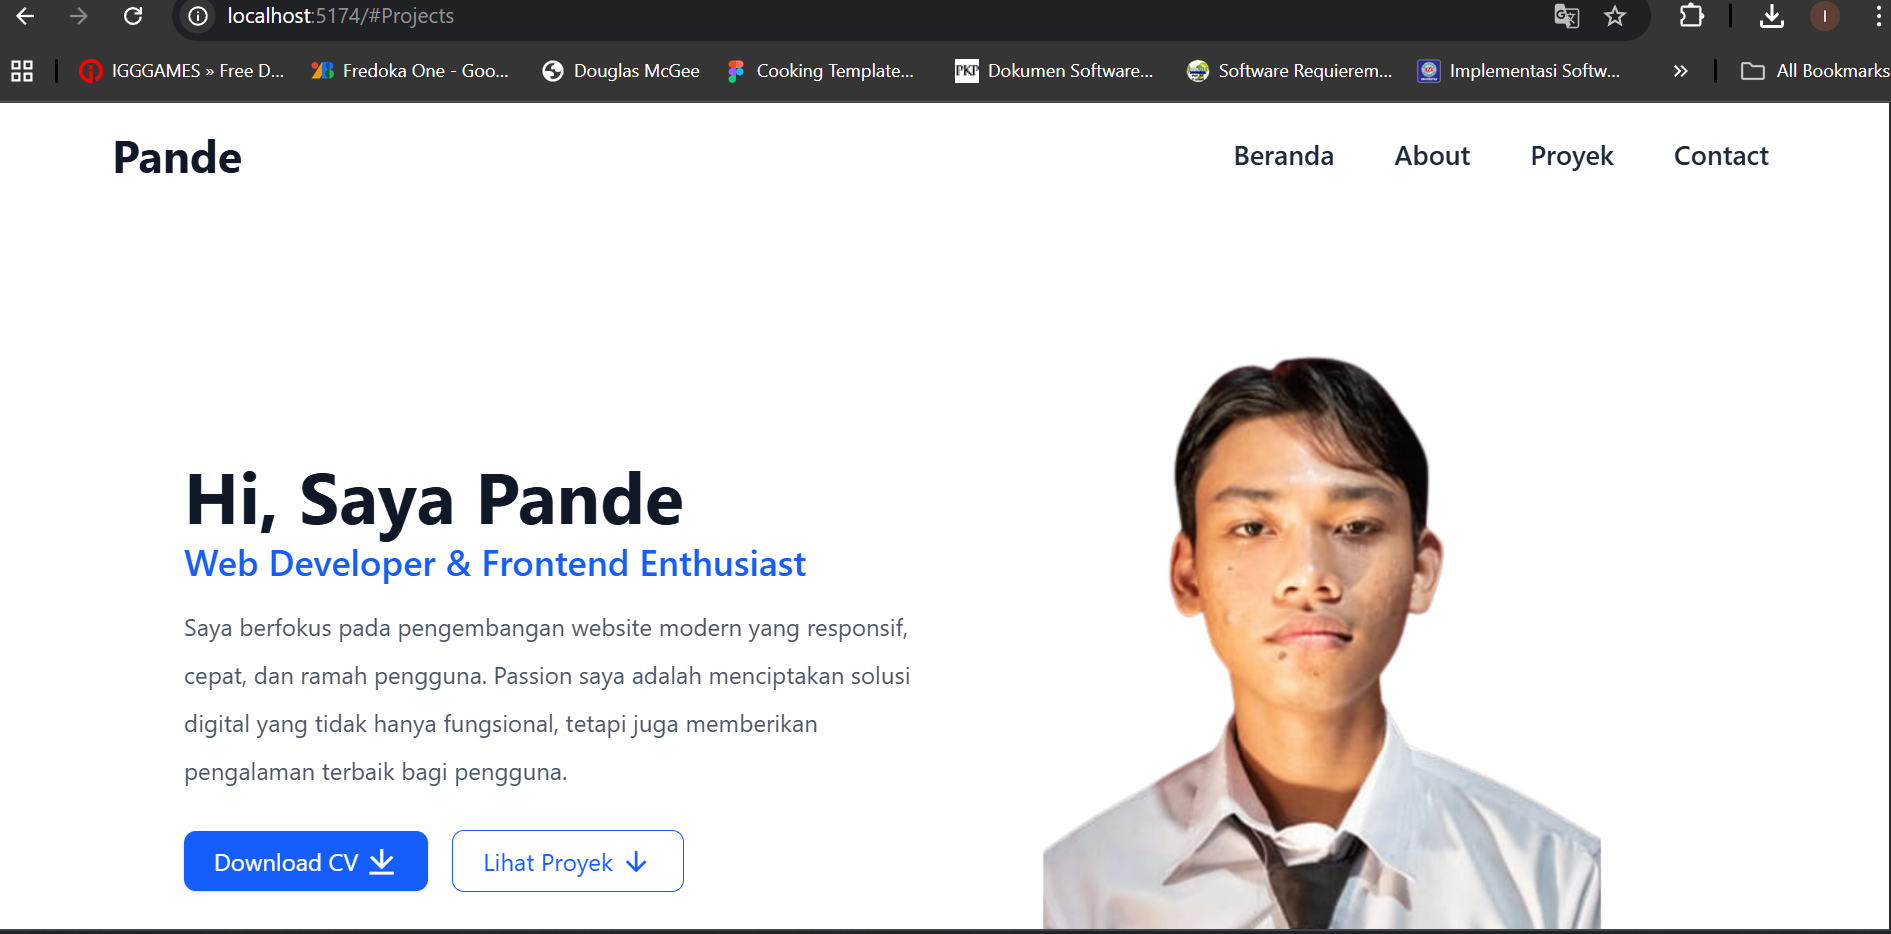 localhost:5174/#Projects
I
IGGGAMES » Free D...
Fredoka One - Goo...
Douglas McGee
Cooking Template...
PKP
Dokumen Software...
Software Requierem...
Implementasi Softw...
All Bookmarks
Pande
Beranda
About
Proyek
Contact
Hi, Saya Pande
Web Developer & Frontend Enthusiast
Saya berfokus pada pengembangan website modern yang responsif,
cepat, dan ramah pengguna. Passion saya adalah menciptakan solusi
digital yang tidak hanya fungsional, tetapi juga memberikan
pengalaman terbaik bagi pengguna.
Download CV
Lihat Proyek